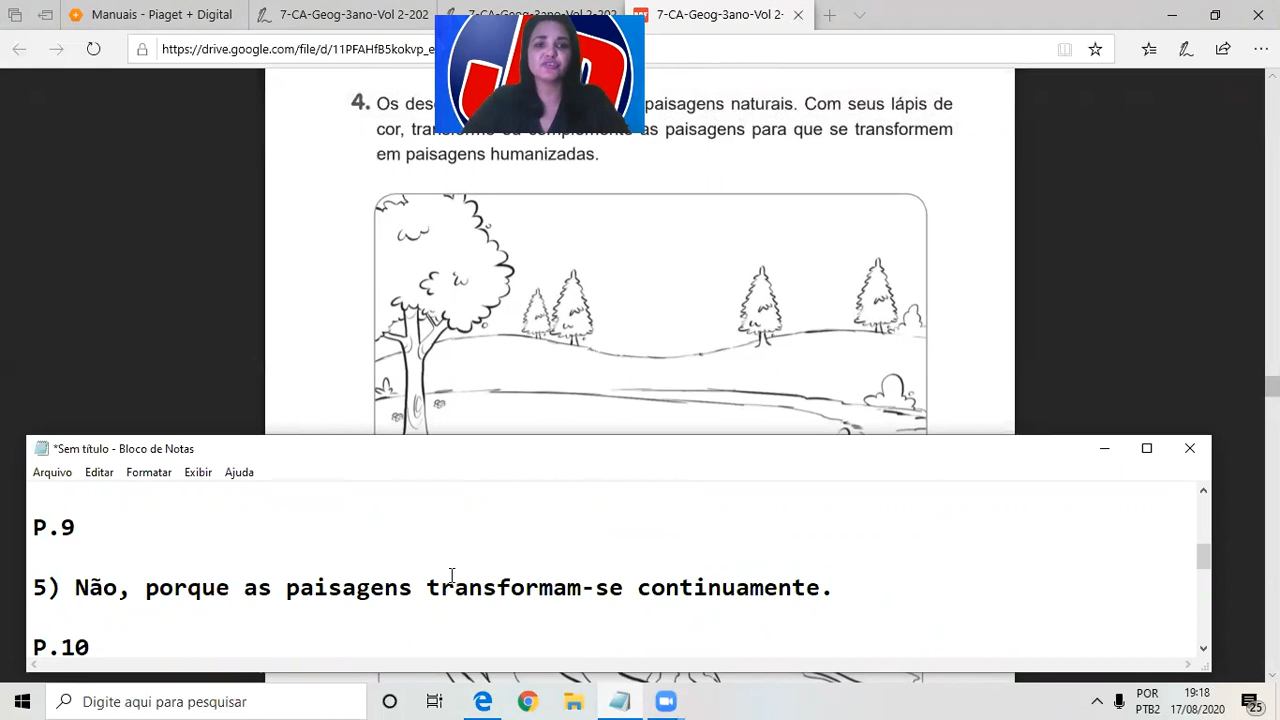 Manuais - Piaget + Digital
7-CA-Geog-3ano-Vol 2-202
7-CA-Geog-3ano-Vol 2-
https://drive.google.com/file/d/11PFAHfB5kokvp_e
4. Os paisagens naturais. Com seus lápis de
cor, as paisagens para que se transformem
em paisagens humanizadas.
*Sem título - Bloco de Notas
Arquivo Editar Formatar Exibir Ajuda
P.9
5) Não, porque as paisagens transformam-se continuamente.
P.10
Digite aqui para pesquisar
POR
PTB2
19:18
17/08/2020
25